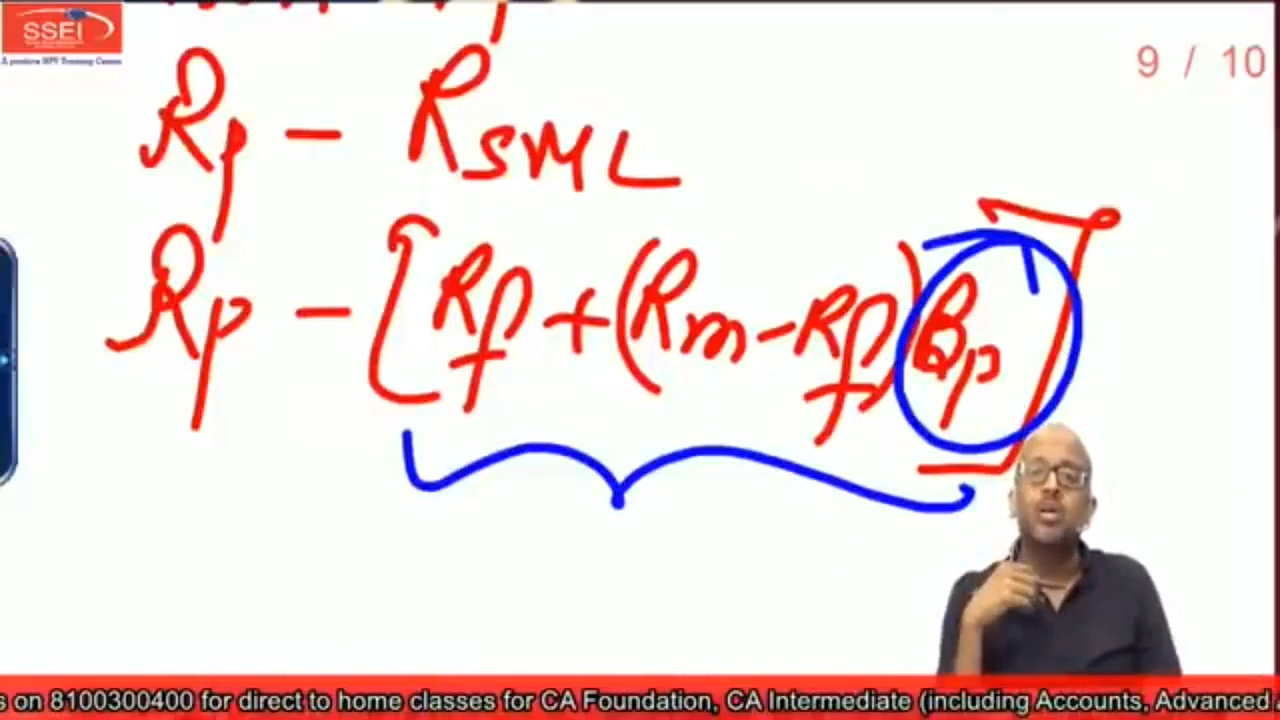 SSEI
9 / 10
Rp - RSML
Rp - [Rf + (Rm - Rf) Bp]
s on 8100300400 for direct to home classes for CA Foundation, CA Intermediate (including Accounts, Advanced